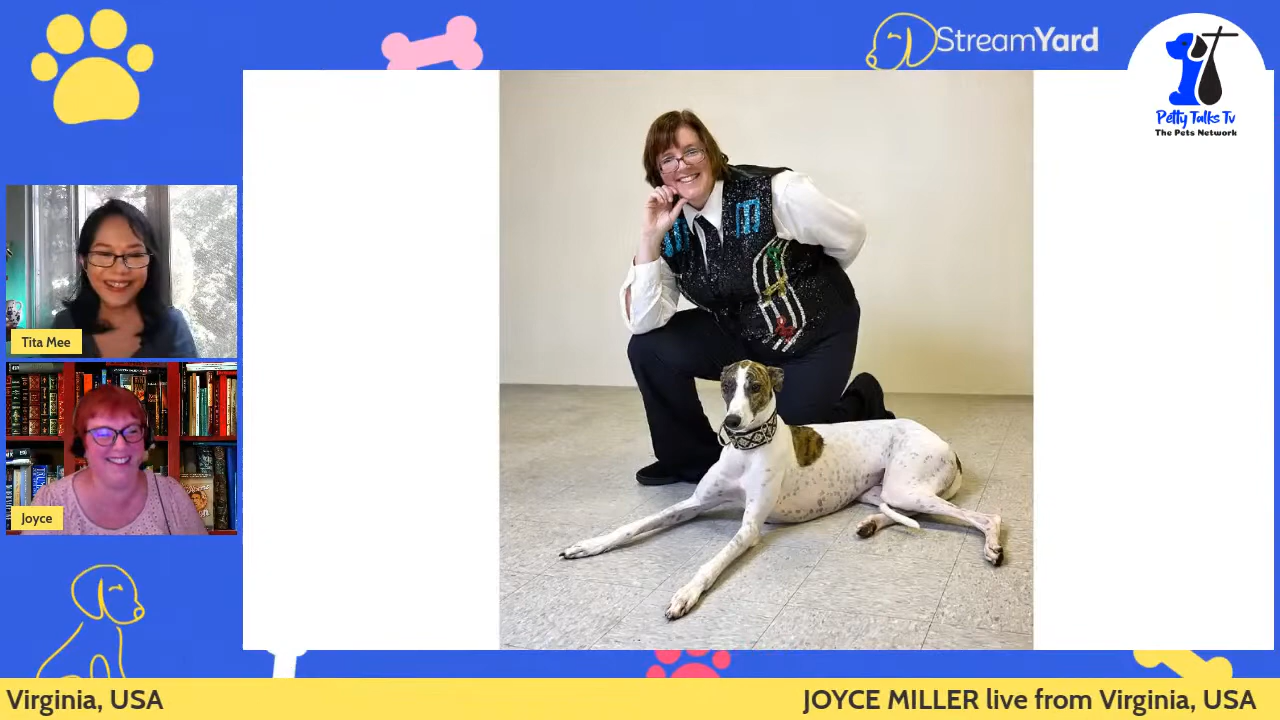 StreamYard
Petty Talks Tv
The Pets Network
Tita Mee
Joyce
Virginia, USA
JOYCE MILLER live from Virginia, USA